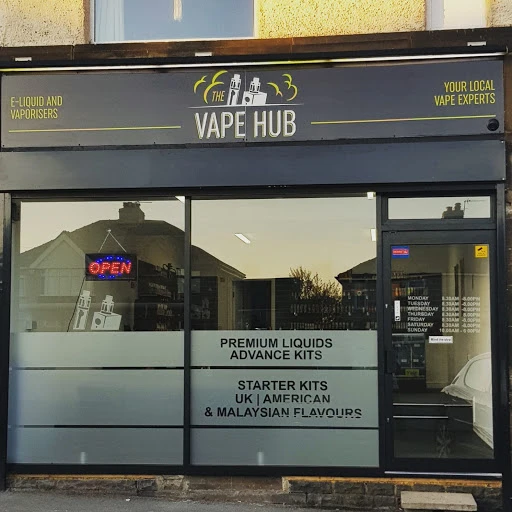 E-LIQUID AND
VAPORISERS
THE
VAPE HUB
YOUR LOCAL
VAPE EXPERTS
OPEN
PREMIUM LIQUIDS
ADVANCE KITS
STARTER KITS
UK | AMERICAN
& MALAYSIAN FLAVOURS
MONDAY
TUESDAY
WEDNESDAY
THURSDAY
FRIDAY
SATURDAY
SUNDAY